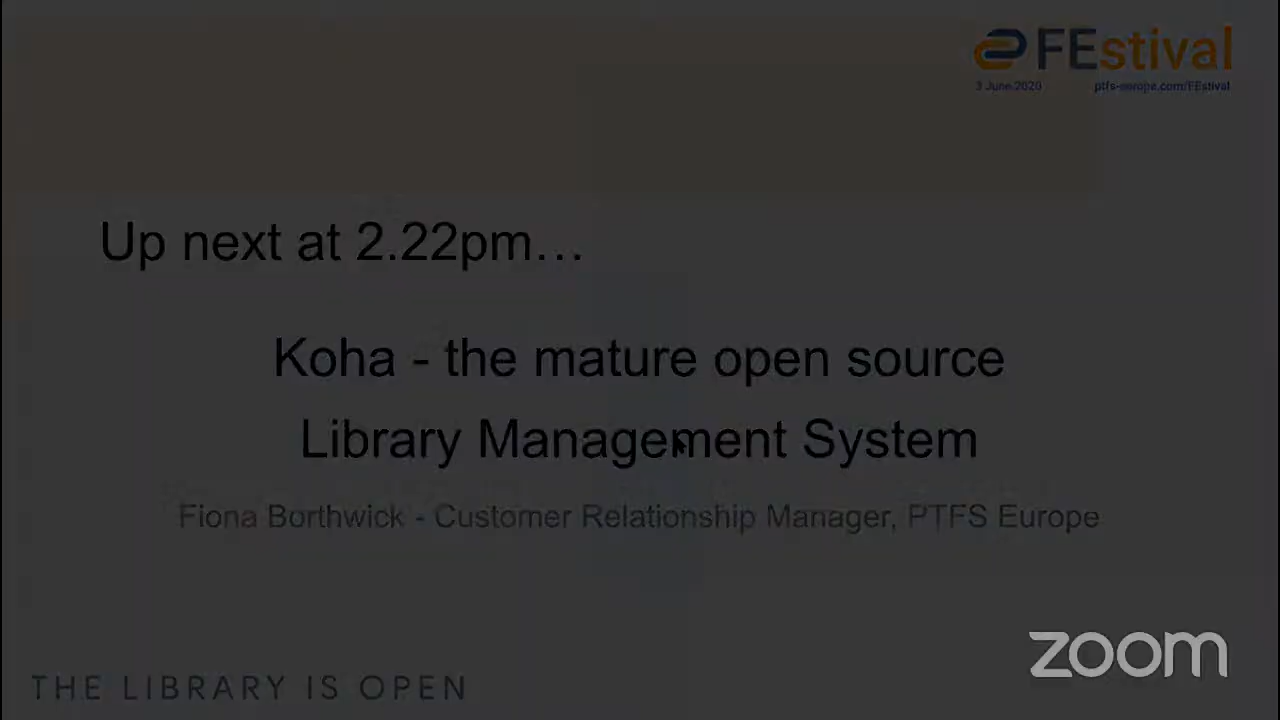 FEstival
3 June 2020 ptfs-europe.com/FEstival
Up next at 2.22pm…
Koha - the mature open source
Library Management System
Fiona Borthwick - Customer Relationship Manager, PTFS Europe
zoom
THE LIBRARY IS OPEN